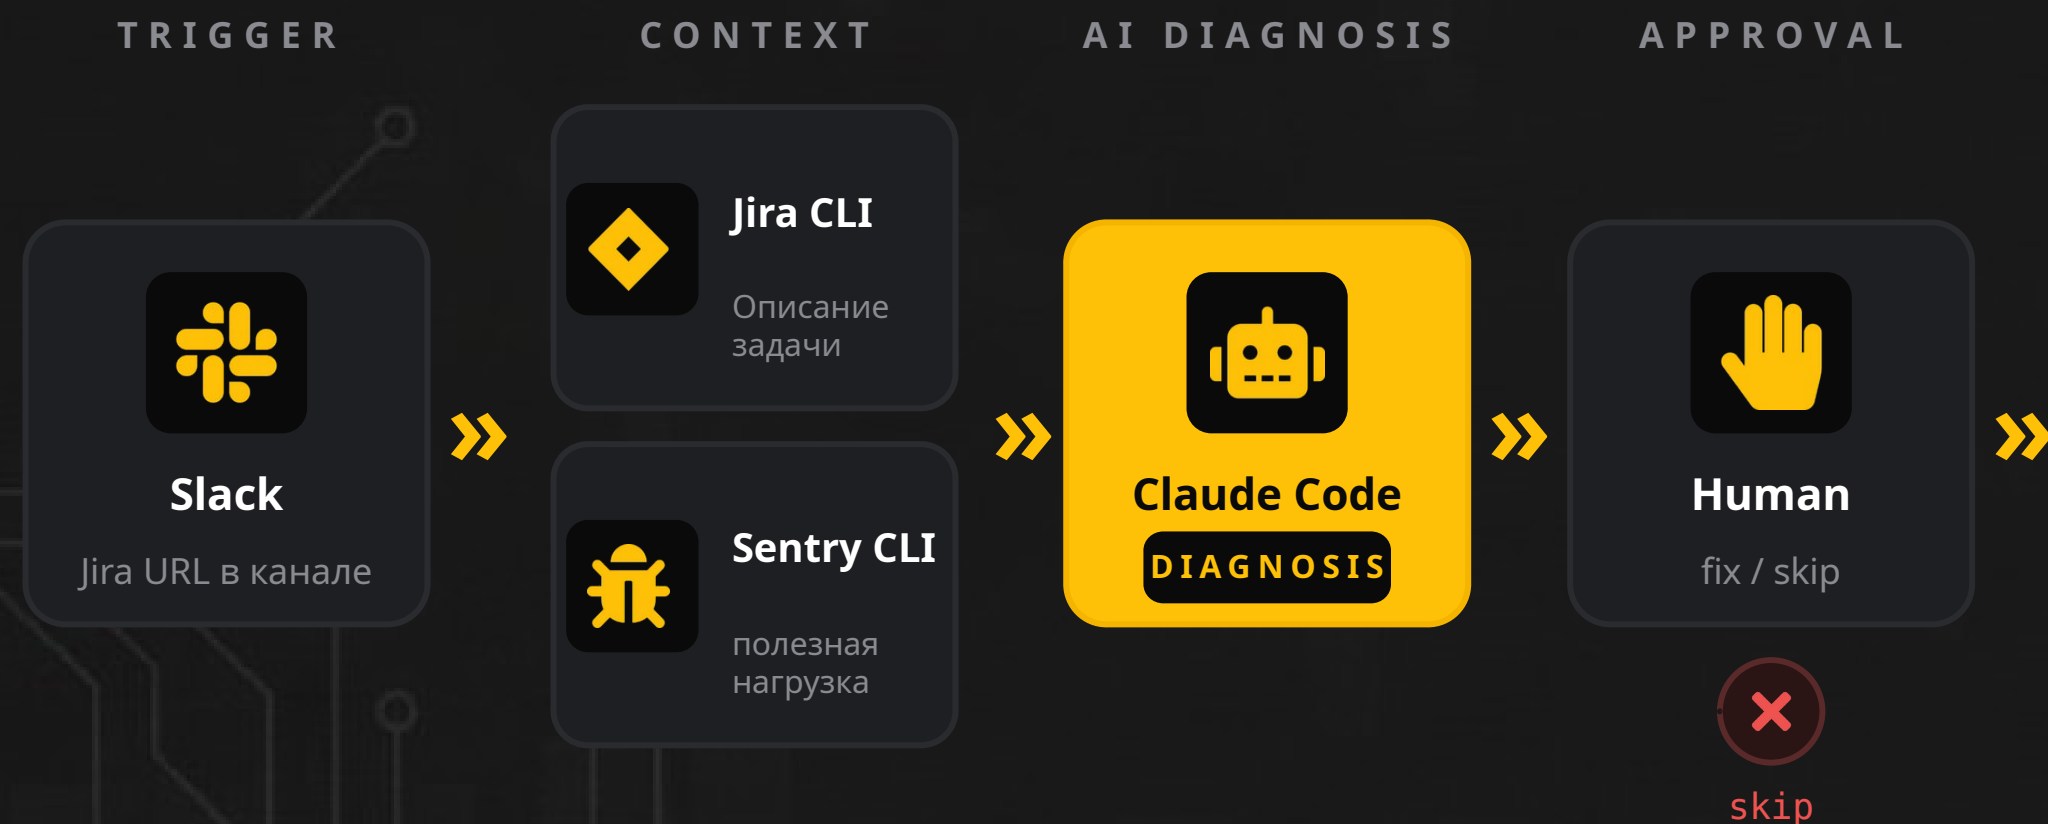 TRIGGER
CONTEXT
AI DIAGNOSIS
APPROVAL
Slack
Jira URL в канале
Jira CLI
Описание
задачи
Sentry CLI
полезная
нагрузка
Claude Code
DIAGNOSIS
Human
fix / skip
skip